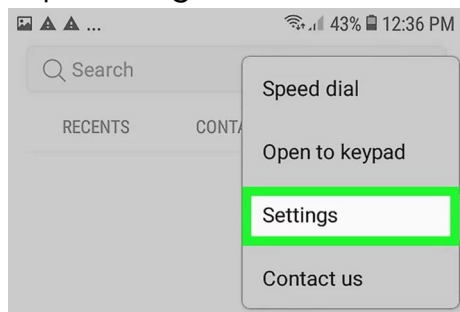 ... 43% 12:36 PM
Search
Speed dial
RECENTS
Open to keypad
Settings
Contact us